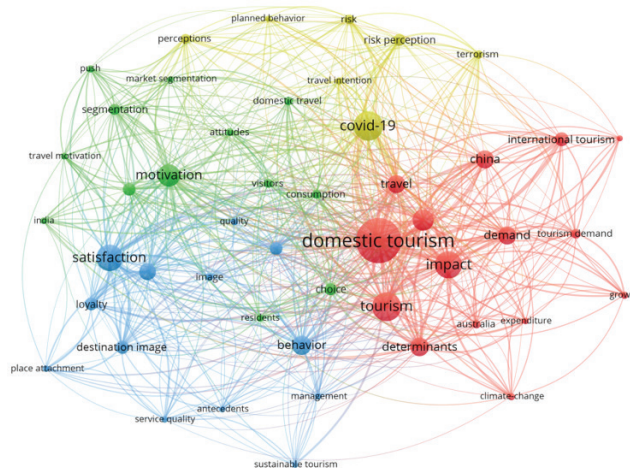 planned behavior
risk
perceptions
risk perception
terrorism
push
market segmentation
travel intention
segmentation
domestic travel
covid-19
attitudes
international tourism
travel motivation
china
motivation
visitors
travel
consumption
india
quality
domestic tourism
demand
tourism demand
satisfaction
impact
image
choice
grow
loyalty
tourism
residents
australia
expenditure
destination image
behavior
determinants
place attachment
management
climate-change
antecedents
service quality
sustainable tourism